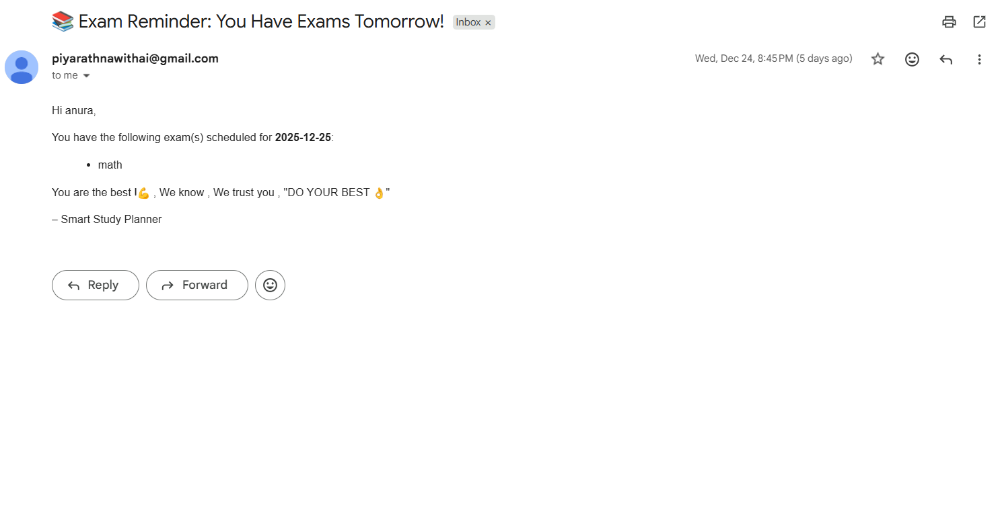 📚 Exam Reminder: You Have Exams Tomorrow! Inbox ×
piyarathnawithai@gmail.com Wed, Dec 24, 8:45 PM (5 days ago)
to me
Hi anura,
You have the following exam(s) scheduled for 2025-12-25:
• math
You are the best !💪 , We know , We trust you , "DO YOUR BEST 👌"
– Smart Study Planner
Reply Forward